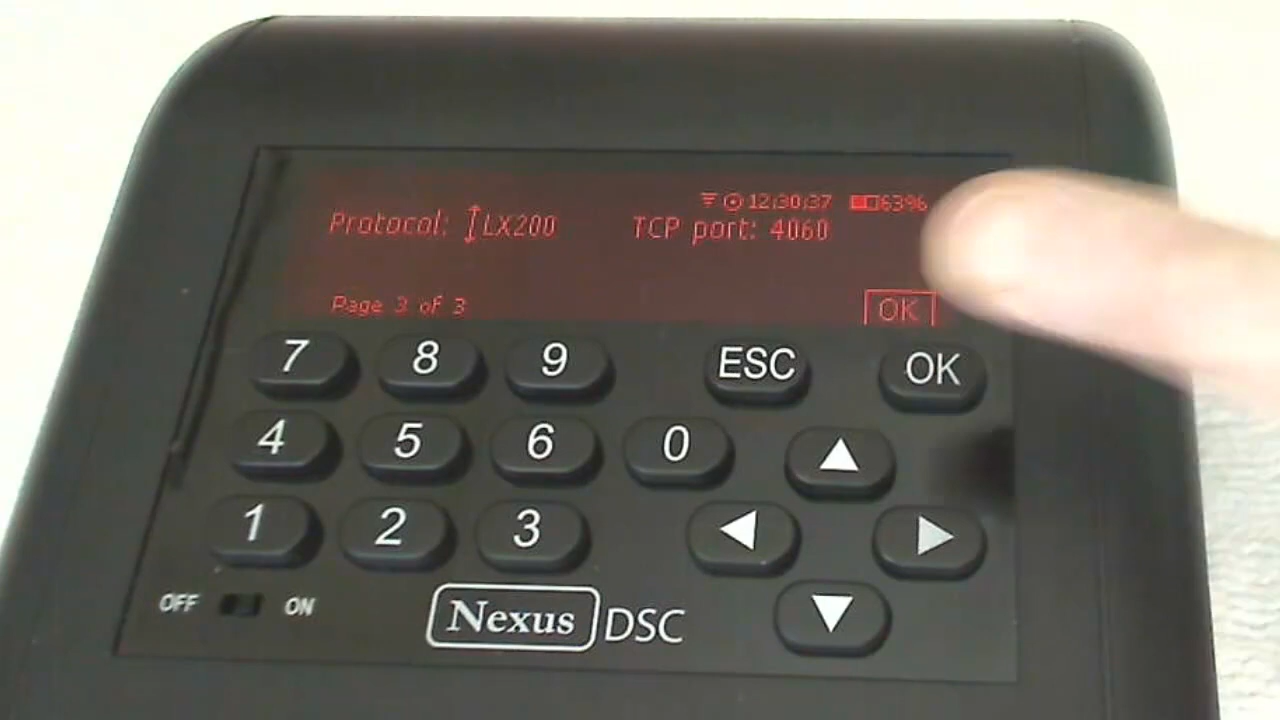 12:30:37 63%
Protocol: LX200 TCP port: 4060
Page 3 of 3 OK
7 8 9 ESC OK
4 5 6 0
1 2 3
OFF ON
Nexus DSC